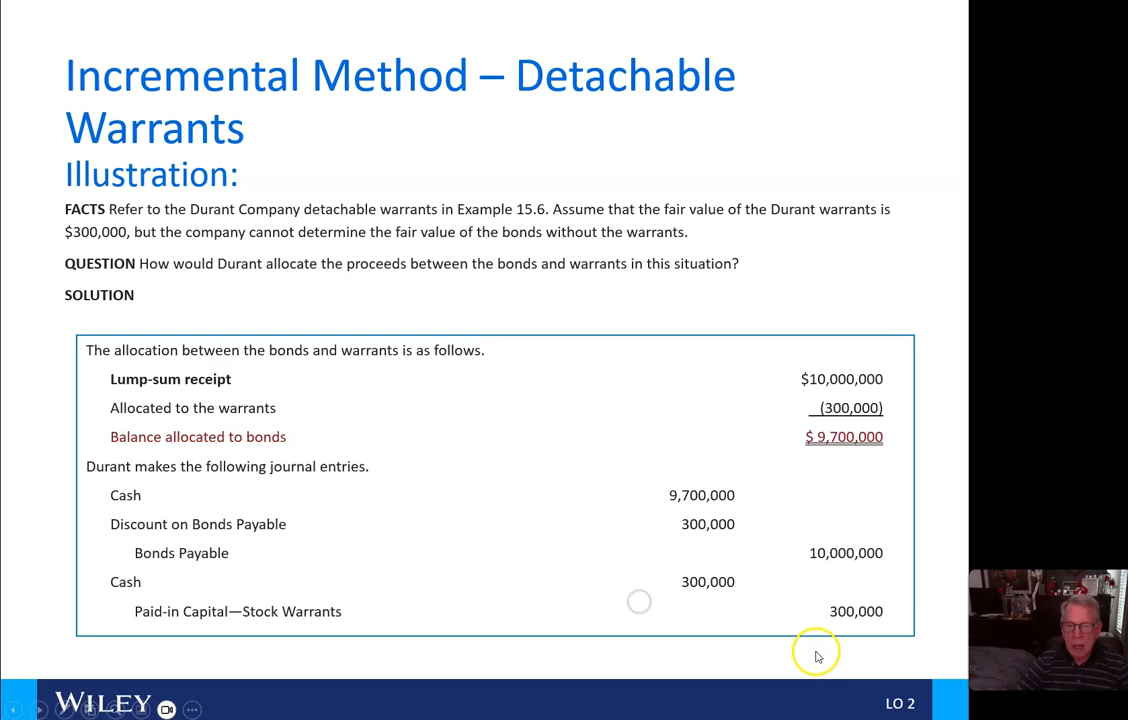 Incremental Method – Detachable
Warrants
Illustration:
FACTS Refer to the Durant Company detachable warrants in Example 15.6. Assume that the fair value of the Durant warrants is
$300,000, but the company cannot determine the fair value of the bonds without the warrants.
QUESTION How would Durant allocate the proceeds between the bonds and warrants in this situation?
SOLUTION
The allocation between the bonds and warrants is as follows.
Lump-sum receipt $10,000,000
Allocated to the warrants (300,000)
Balance allocated to bonds $ 9,700,000
Durant makes the following journal entries.
Cash 9,700,000
Discount on Bonds Payable 300,000
Bonds Payable 10,000,000
Cash 300,000
Paid-in Capital—Stock Warrants 300,000
WILEY LO 2